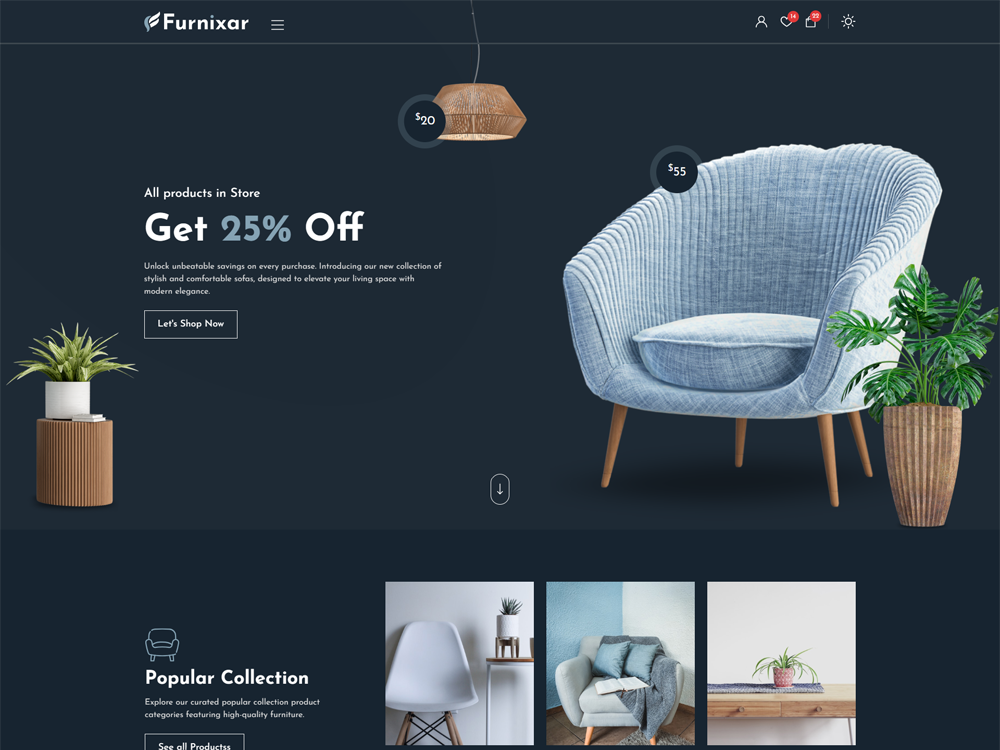 Furnixar
14
22
$20
$55
All products in Store
Get 25% Off
Unlock unbeatable savings on every purchase. Introducing our new collection of
stylish and comfortable sofas, designed to elevate your living space with
modern elegance.
Let's Shop Now
Popular Collection
Explore our curated popular collection product
categories featuring high-quality furniture.
See all Productss